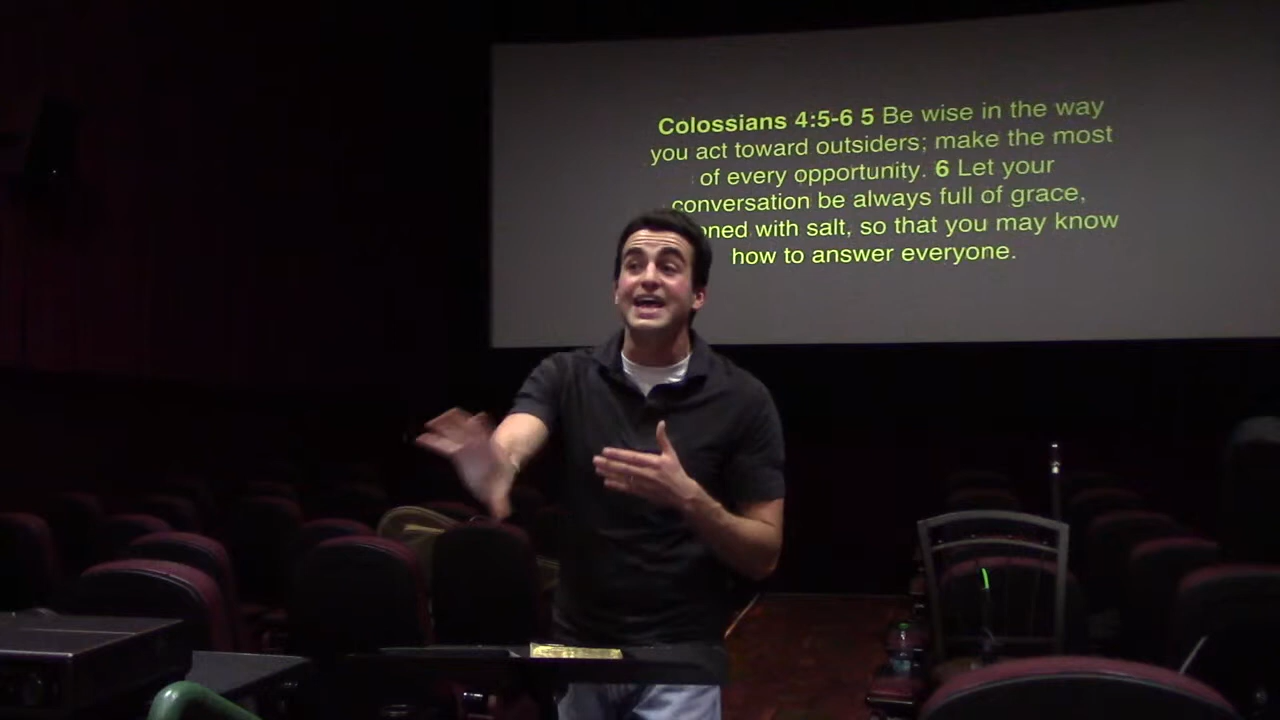 Colossians 4:5-6 5 Be wise in the way
you act toward outsiders; make the most
of every opportunity. 6 Let your
conversation be always full of grace,
oned with salt, so that you may know
how to answer everyone.